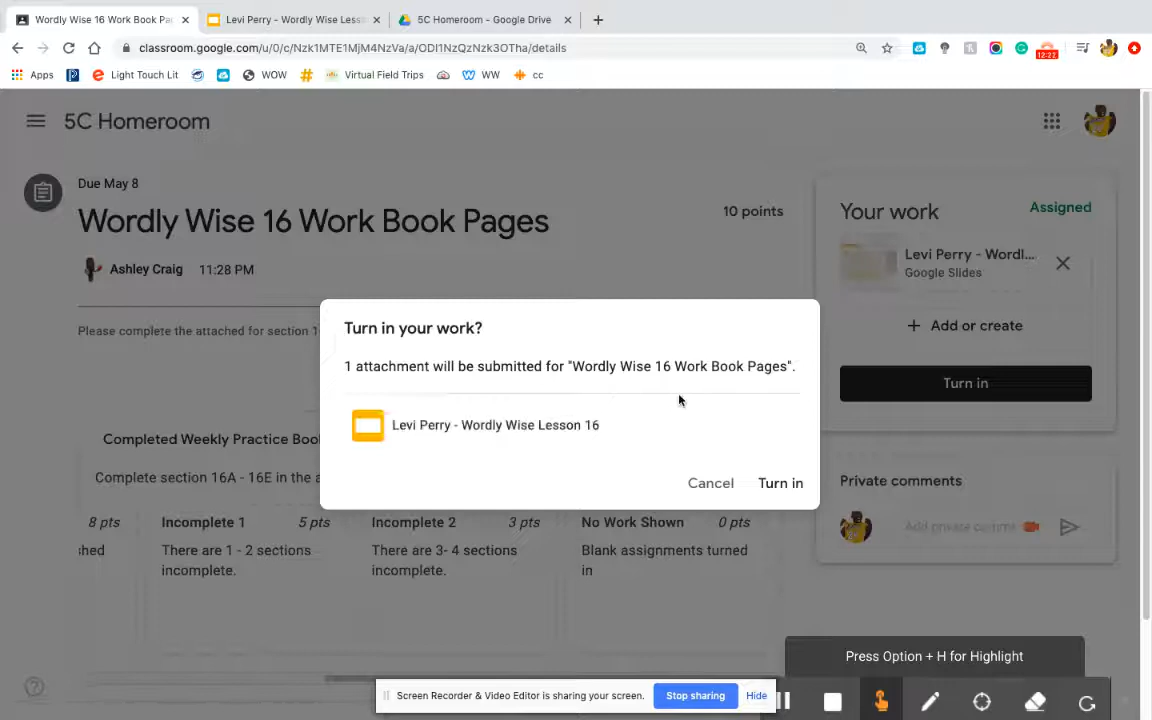 Wordly Wise 16 Work Book Pa
Levi Perry - Wordly Wise Less
5C Homeroom - Google Drive
classroom.google.com/u/0/c/Nzk1MTE1MjM4NzVa/a/ODI1NzQzNzk3OTha/details
12:22
Apps
Light Touch Lit
WOW
Virtual Field Trips
WW
cc
5C Homeroom
Due May 8
Wordly Wise 16 Work Book Pages
10 points
Ashley Craig 11:28 PM
Please complete the attached for section 1
Your work
Assigned
Levi Perry - Wordl...
Google Slides
+ Add or create
Turn in
Turn in your work?
1 attachment will be submitted for "Wordly Wise 16 Work Book Pages".
Levi Perry - Wordly Wise Lesson 16
Cancel Turn in
Completed Weekly Practice Boo
Complete section 16A - 16E in the a
8 pts
hed
Incomplete 1 5 pts
There are 1 - 2 sections
incomplete.
Incomplete 2 3 pts
There are 3- 4 sections
incomplete.
No Work Shown 0 pts
Blank assignments turned
in
Private comments
Add private comme
Press Option + H for Highlight
Screen Recorder & Video Editor is sharing your screen.
Stop sharing
Hide